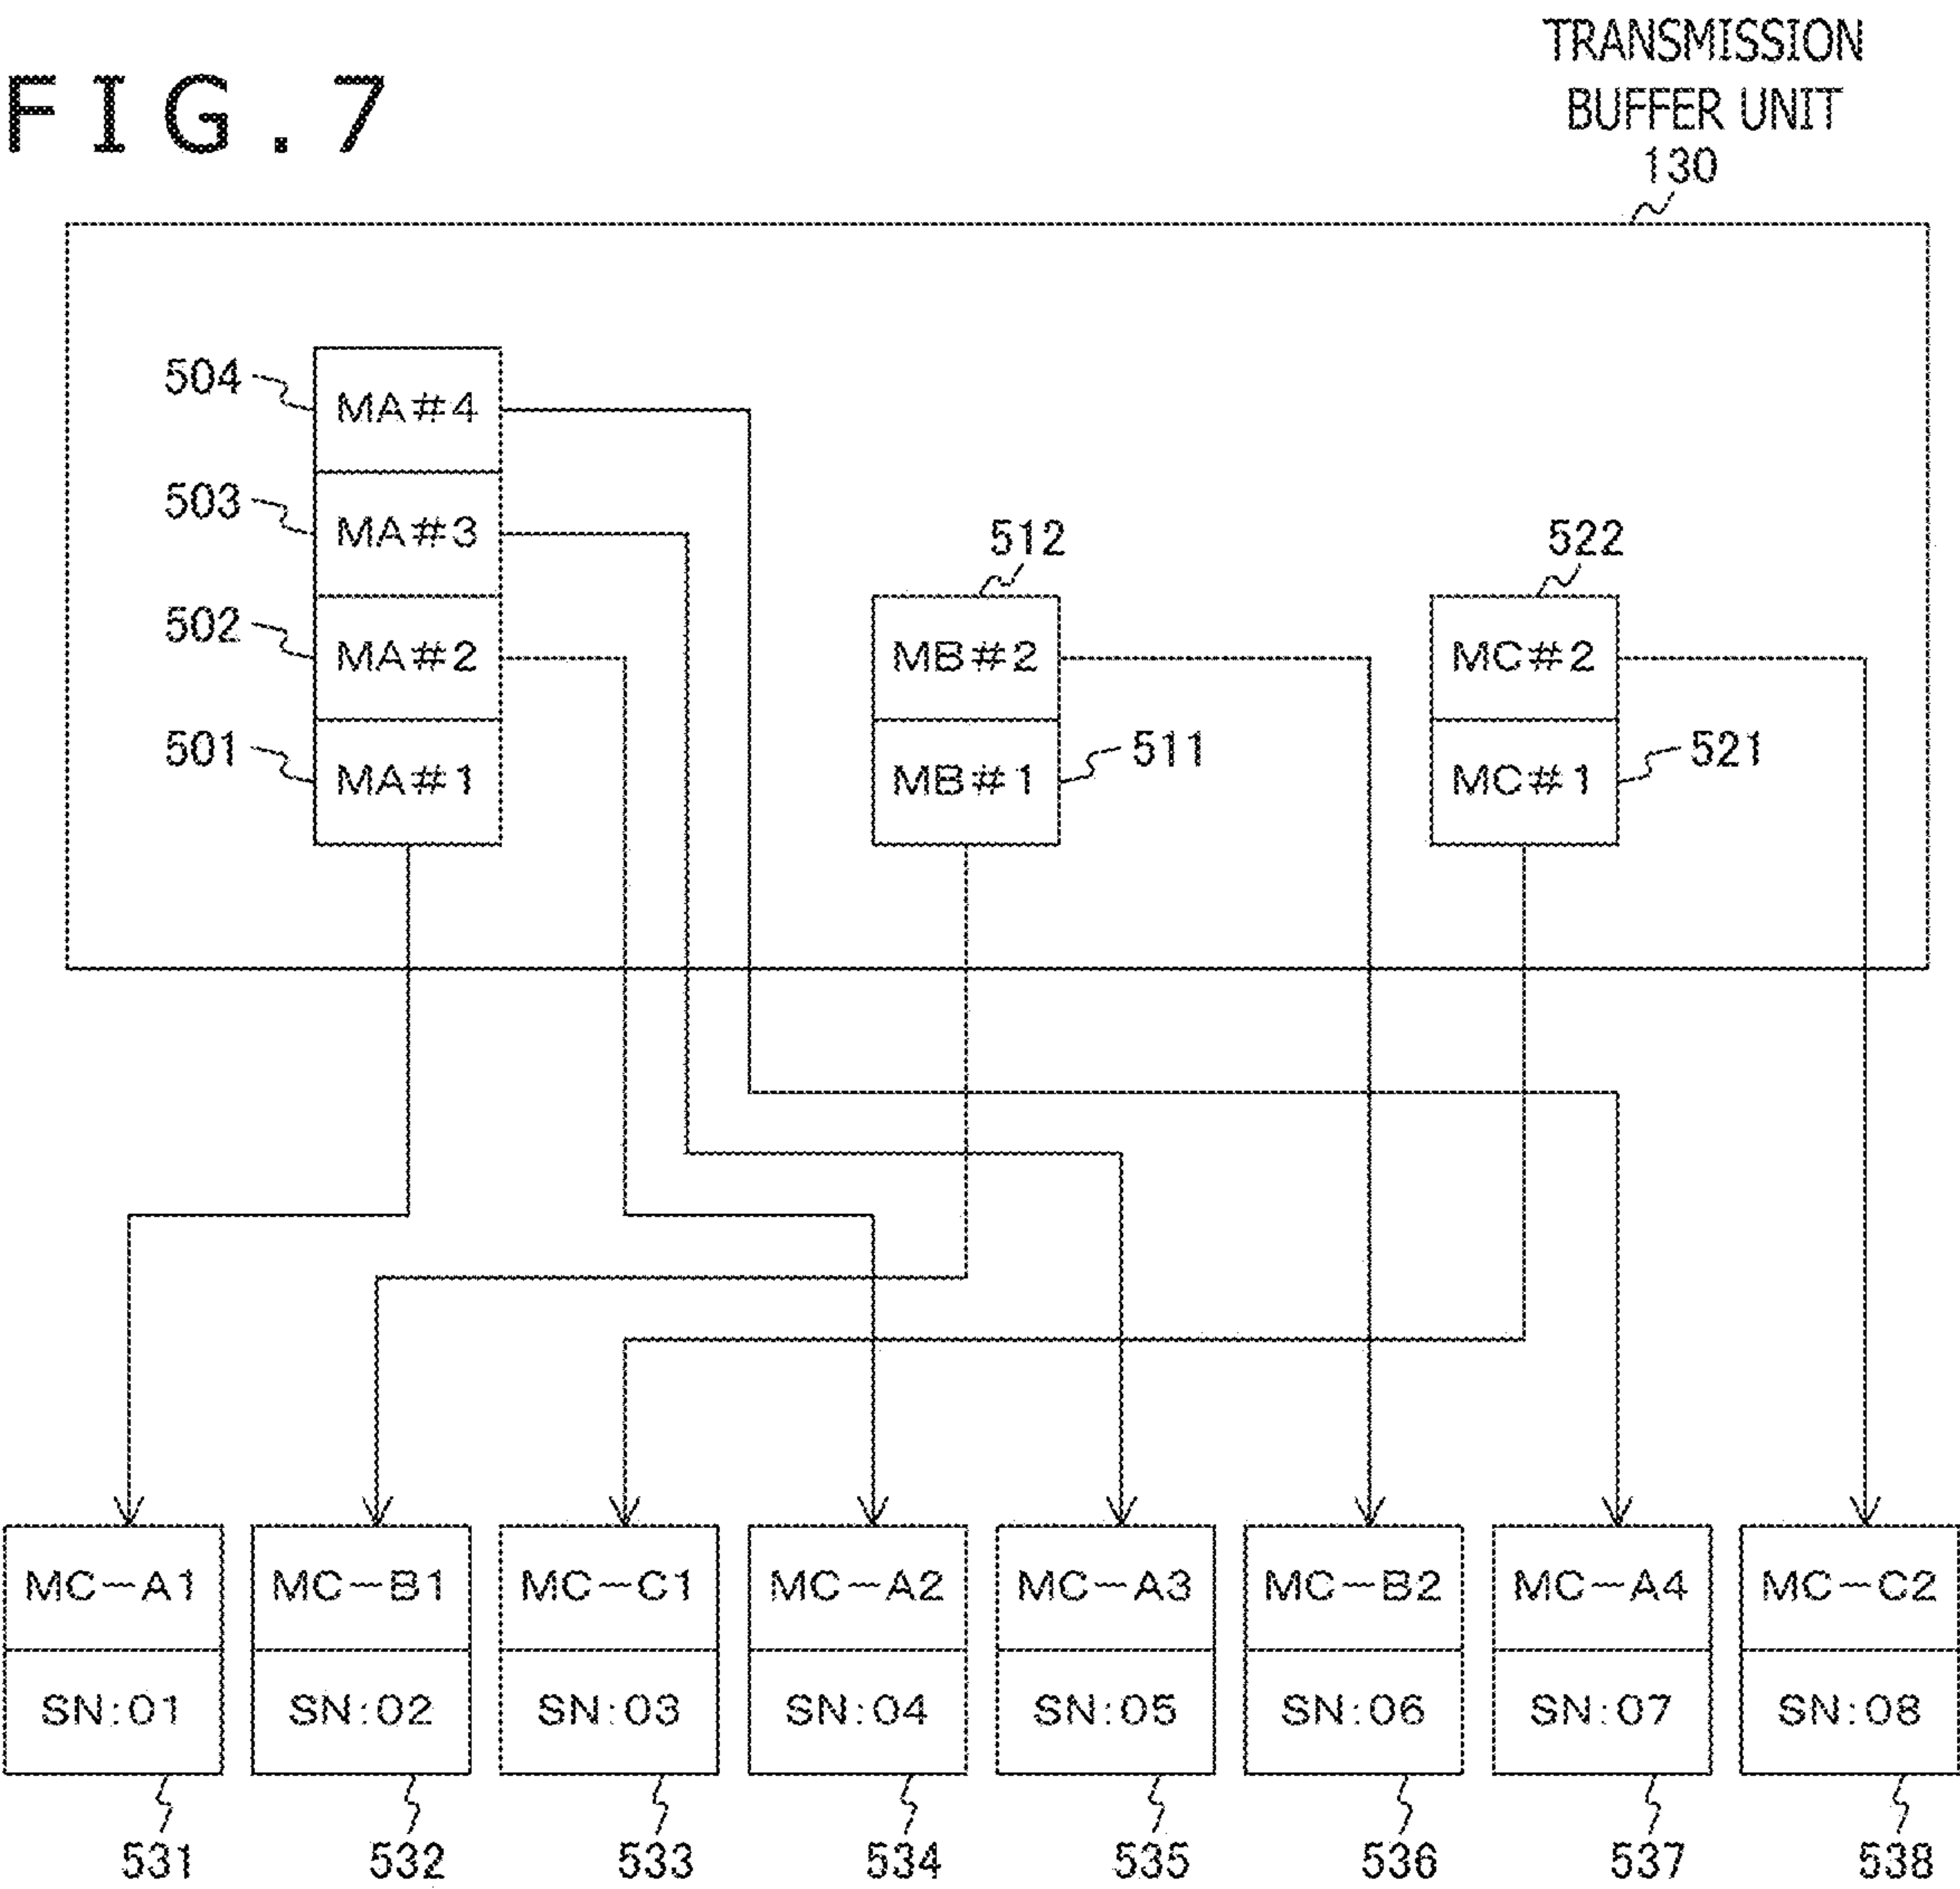 FIG.7
TRANSMISSION
BUFFER UNIT
130
504
MA#4
503
MA#3
502
MA#2
501
MA#1
512
MB#2
MB#1
511
522
MC#2
MC#1
521
MC-A1
SN:01
531
MC-B1
SN:02
532
MC-C1
SN:03
533
MC-A2
SN:04
534
MC-A3
SN:05
535
MC-B2
SN:06
536
MC-A4
SN:07
537
MC-C2
SN:08
538